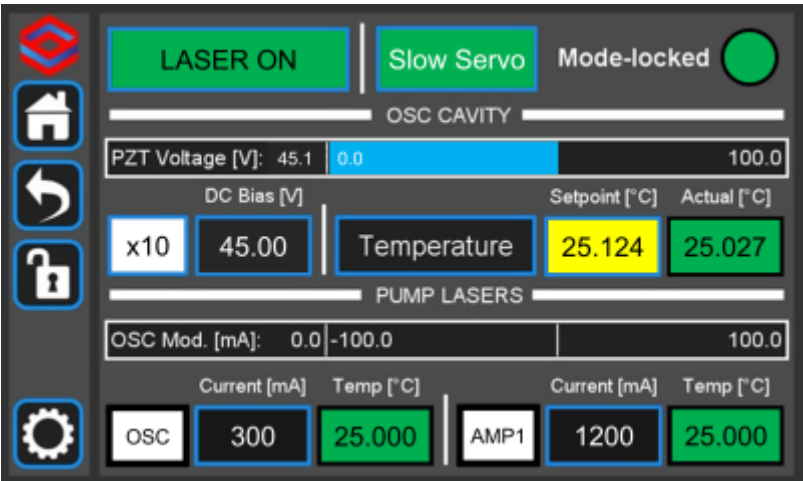 LASER ON Slow Servo Mode-locked
OSC CAVITY
PZT Voltage [V]: 45.1 0.0 100.0
DC Bias [V] Setpoint [°C] Actual [°C]
x10 45.00 Temperature 25.124 25.027
PUMP LASERS
OSC Mod. [mA]: 0.0 -100.0 100.0
Current [mA] Temp [°C] Current [mA] Temp [°C]
OSC 300 25.000 AMP1 1200 25.000